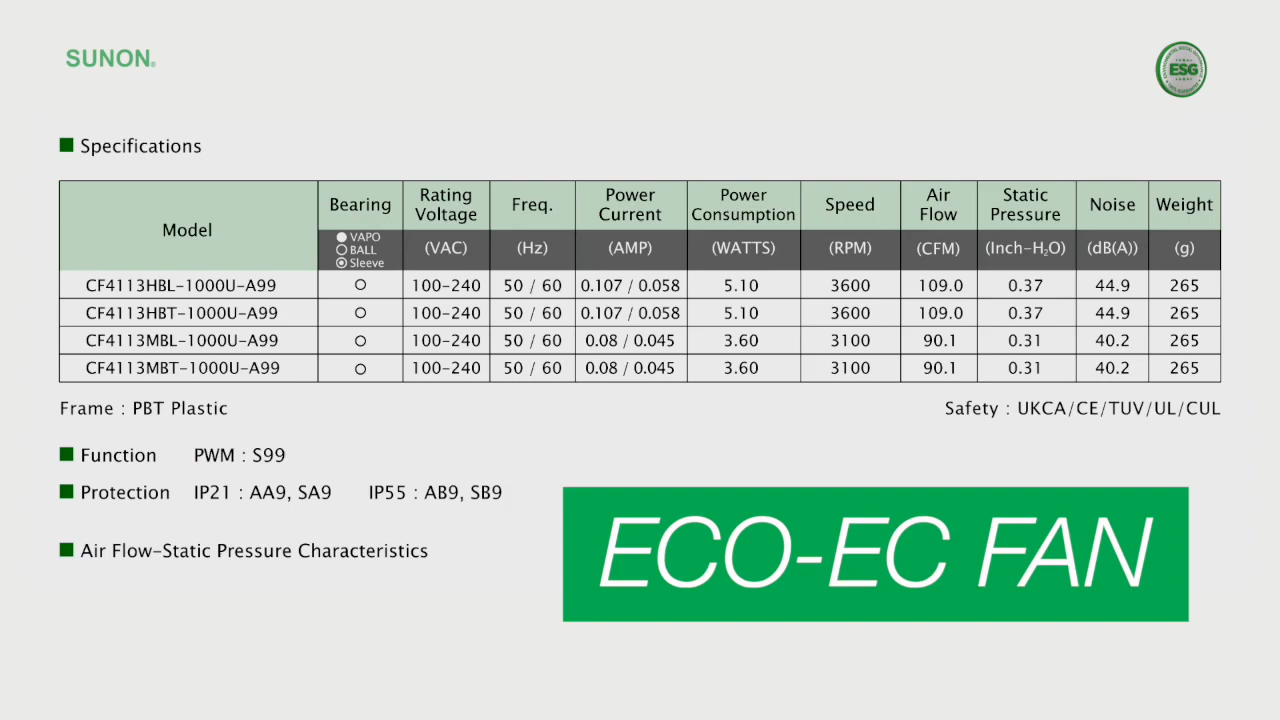 SUNON®
ESG
Specifications
Model Bearing Rating Voltage Freq. Power Current Power Consumption Speed Air Flow Static Pressure Noise Weight
● VAPO ○ BALL ⊙ Sleeve (VAC) (Hz) (AMP) (WATTS) (RPM) (CFM) (Inch-H₂O) (dB(A)) (g)
CF4113HBL-1000U-A99 ○ 100-240 50 / 60 0.107 / 0.058 5.10 3600 109.0 0.37 44.9 265
CF4113HBT-1000U-A99 ○ 100-240 50 / 60 0.107 / 0.058 5.10 3600 109.0 0.37 44.9 265
CF4113MBL-1000U-A99 ○ 100-240 50 / 60 0.08 / 0.045 3.60 3100 90.1 0.31 40.2 265
CF4113MBT-1000U-A99 ○ 100-240 50 / 60 0.08 / 0.045 3.60 3100 90.1 0.31 40.2 265
Frame : PBT Plastic Safety : UKCA/CE/TUV/UL/CUL
Function PWM : S99
Protection IP21 : AA9, SA9 IP55 : AB9, SB9
ECO-EC FAN
Air Flow-Static Pressure Characteristics